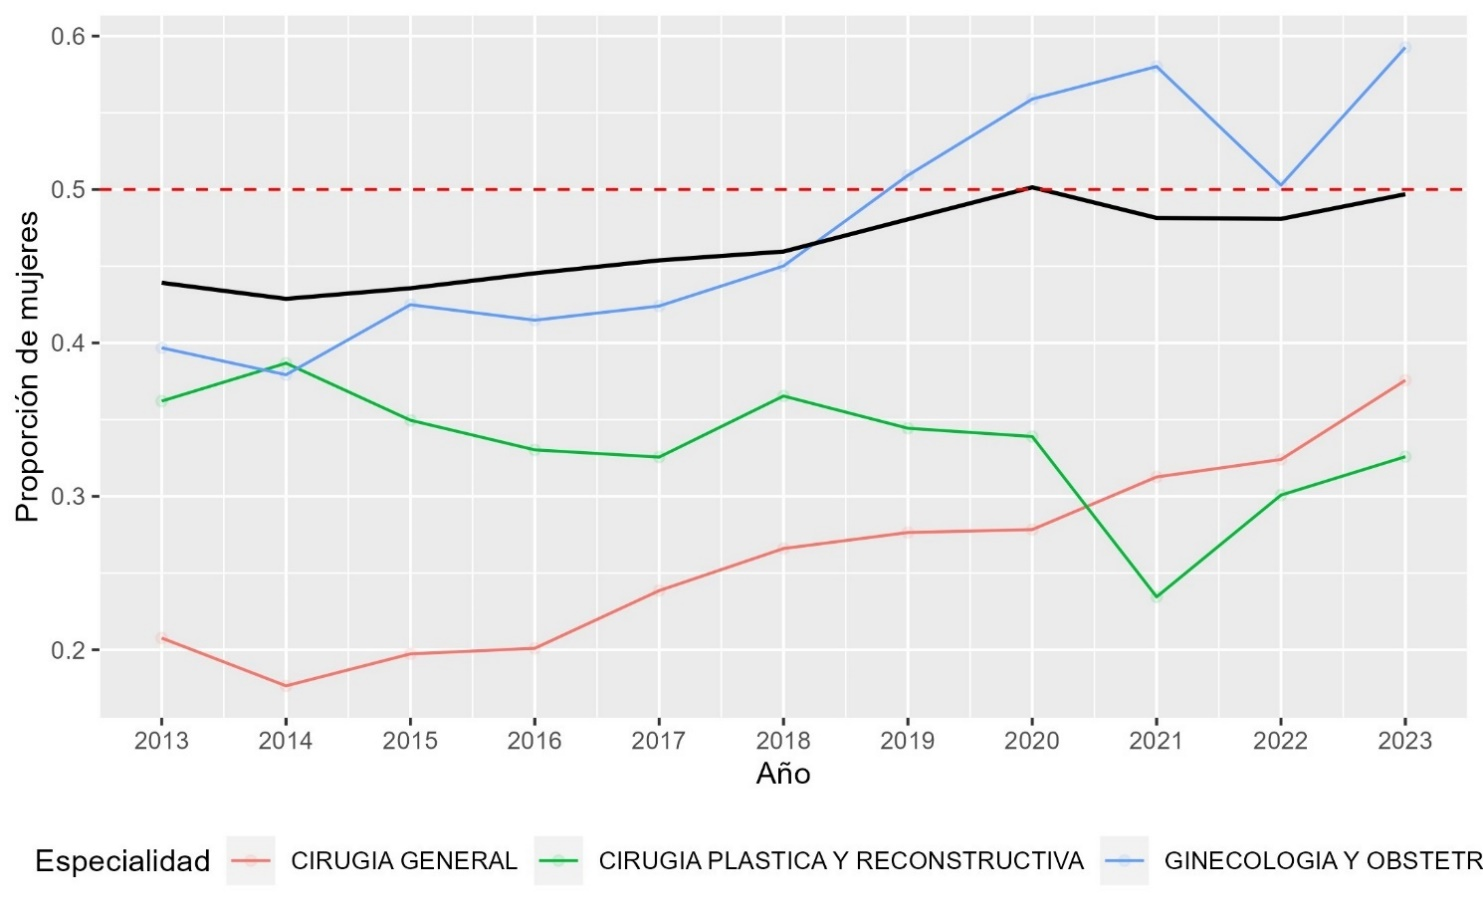 Proporción de mujeres
0.6
0.5
0.4
0.3
0.2
2013 2014 2015 2016 2017 2018 2019 2020 2021 2022 2023
Año
Especialidad CIRUGIA GENERAL CIRUGIA PLASTICA Y RECONSTRUCTIVA GINECOLOGIA Y OBSTETR